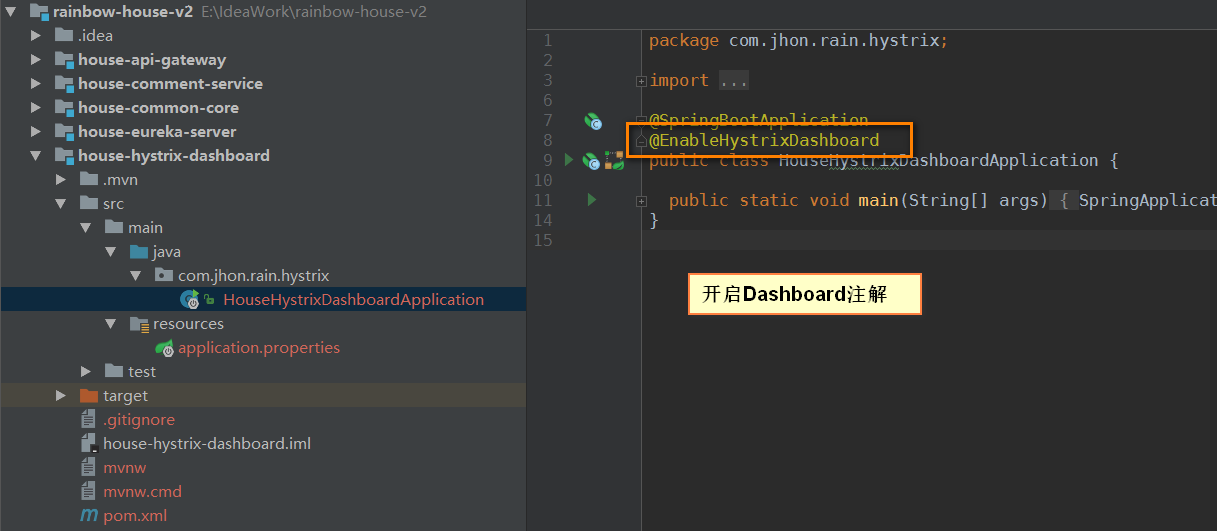 rainbow-house-v2 E:\IdeaWork\rainbow-house-v2
.idea
house-api-gateway
house-comment-service
house-common-core
house-eureka-server
house-hystrix-dashboard
.mvn
src
main
java
com.jhon.rain.hystrix
HouseHystrixDashboardApplication
resources
application.properties
test
target
.gitignore
house-hystrix-dashboard.iml
mvnw
mvnw.cmd
pom.xml
1 package com.jhon.rain.hystrix;
2
3 import ...
6
7 @SpringBootApplication
8 @EnableHystrixDashboard
9 public class HouseHystrixDashboardApplication {
10
11 public static void main(String[] args) { SpringApplicat
14 }
15
开启Dashboard注解